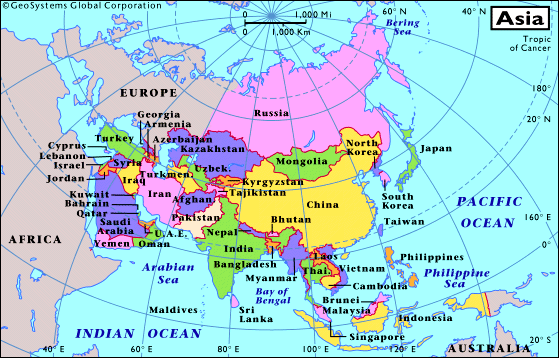 ©GeoSystems Global Corporation
0
1,000 Mi
0
1,000 Km
Bering
Sea
60° N
40° N
Asia
Tropic
of Cancer
180°
20° N
160° E
0°
EUROPE
Russia
Georgia
Armenia
Azerbaijan
Kazakhstan
Turkey
Cyprus
Lebanon
Israel
Jordan
Syria
Iraq
Turkmen.
Uzbek.
Kyrgyzstan
Tajikistan
Mongolia
North
Korea
Japan
South
Korea
Taiwan
China
Kuwait
Bahrain
Qatar
Saudi
Arabia
Yemen
Oman
U.A.E.
Iran
Afghan.
Pakistan
Nepal
Bhutan
India
Bangladesh
Myanmar
Laos
Thai.
Vietnam
Cambodia
Philippines
PACIFIC
OCEAN
Philippine
Sea
AFRICA
Arabian
Sea
Bay of
Bengal
Maldives
Sri
Lanka
Brunei
Malaysia
Indonesia
Singapore
INDIAN OCEAN
AUSTRALIA
40° E
60° E
80° E
100° E
120° E
20° S